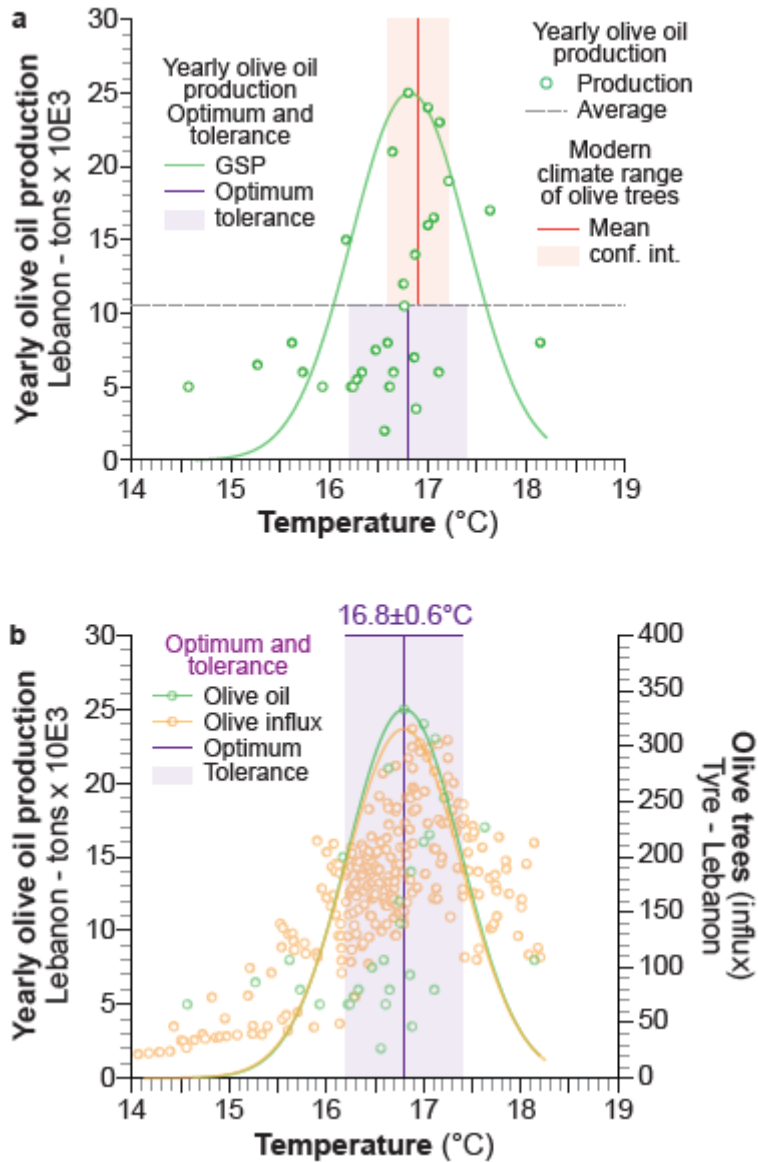 a
Yearly olive oil production
Lebanon - tons x 10E3
30
25
20
15
10
5
0
Yearly olive oil
production
Optimum and
tolerance
GSP
Optimum
tolerance
Yearly olive oil
production
Production
Average
Modern
climate range
of olive trees
Mean
conf. int.
14
15
16
17
18
19
Temperature (°C)
b
16.8±0.6°C
Yearly olive oil production
Lebanon - tons x 10E3
30
25
20
15
10
5
0
Optimum and
tolerance
Olive oil
Olive influx
Optimum
Tolerance
400
350
300
250
200
150
100
50
0
Olive trees (influx)
Tyre - Lebanon
14
15
16
17
18
19
Temperature (°C)